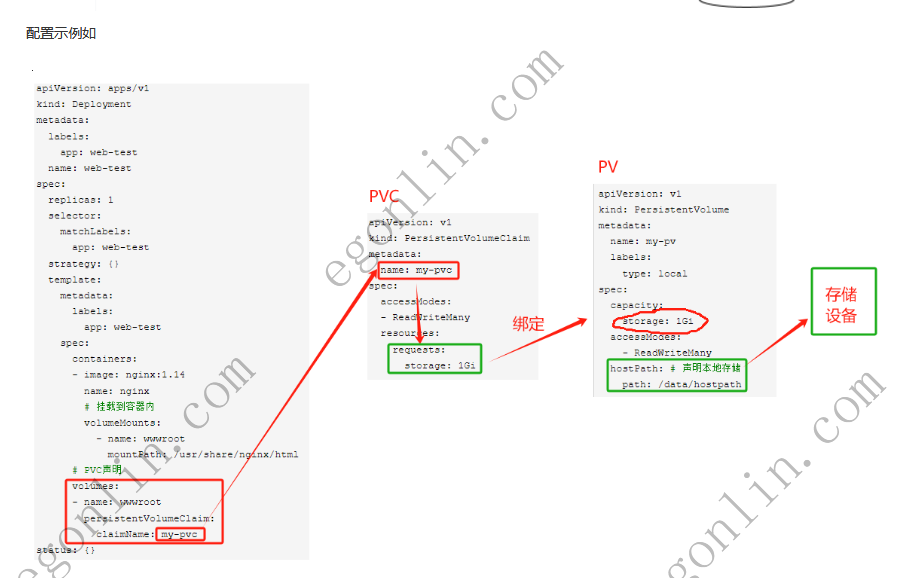 配置示例如
apiVersion: apps/v1
kind: Deployment
metadata:
  labels:
    app: web-test
  name: web-test
spec:
  replicas: 1
  selector:
    matchLabels:
      app: web-test
  strategy: {}
  template:
    metadata:
      labels:
        app: web-test
    spec:
      containers:
      - image: nginx:1.14
        name: nginx
        # 挂载到容器内
        volumeMounts:
          - name: wwwroot
            mountPath: /usr/share/nginx/html
      # PVC声明
      volumes:
      - name: wwwroot
        persistentVolumeClaim:
          claimName: my-pvc
status: {}
PVC
apiVersion: v1
kind: PersistentVolumeClaim
metadata:
  name: my-pvc
spec:
  accessModes:
  - ReadWriteMany
  resources:
    requests:
      storage: 1Gi
绑定
PV
apiVersion: v1
kind: PersistentVolume
metadata:
  name: my-pv
  labels:
    type: local
spec:
  capacity:
    storage: 1Gi
  accessModes:
    - ReadWriteMany
  hostPath: # 声明本地存储
    path: /data/hostpath
存储
设备
egonlin.com
egonlin.com
egonlin.com